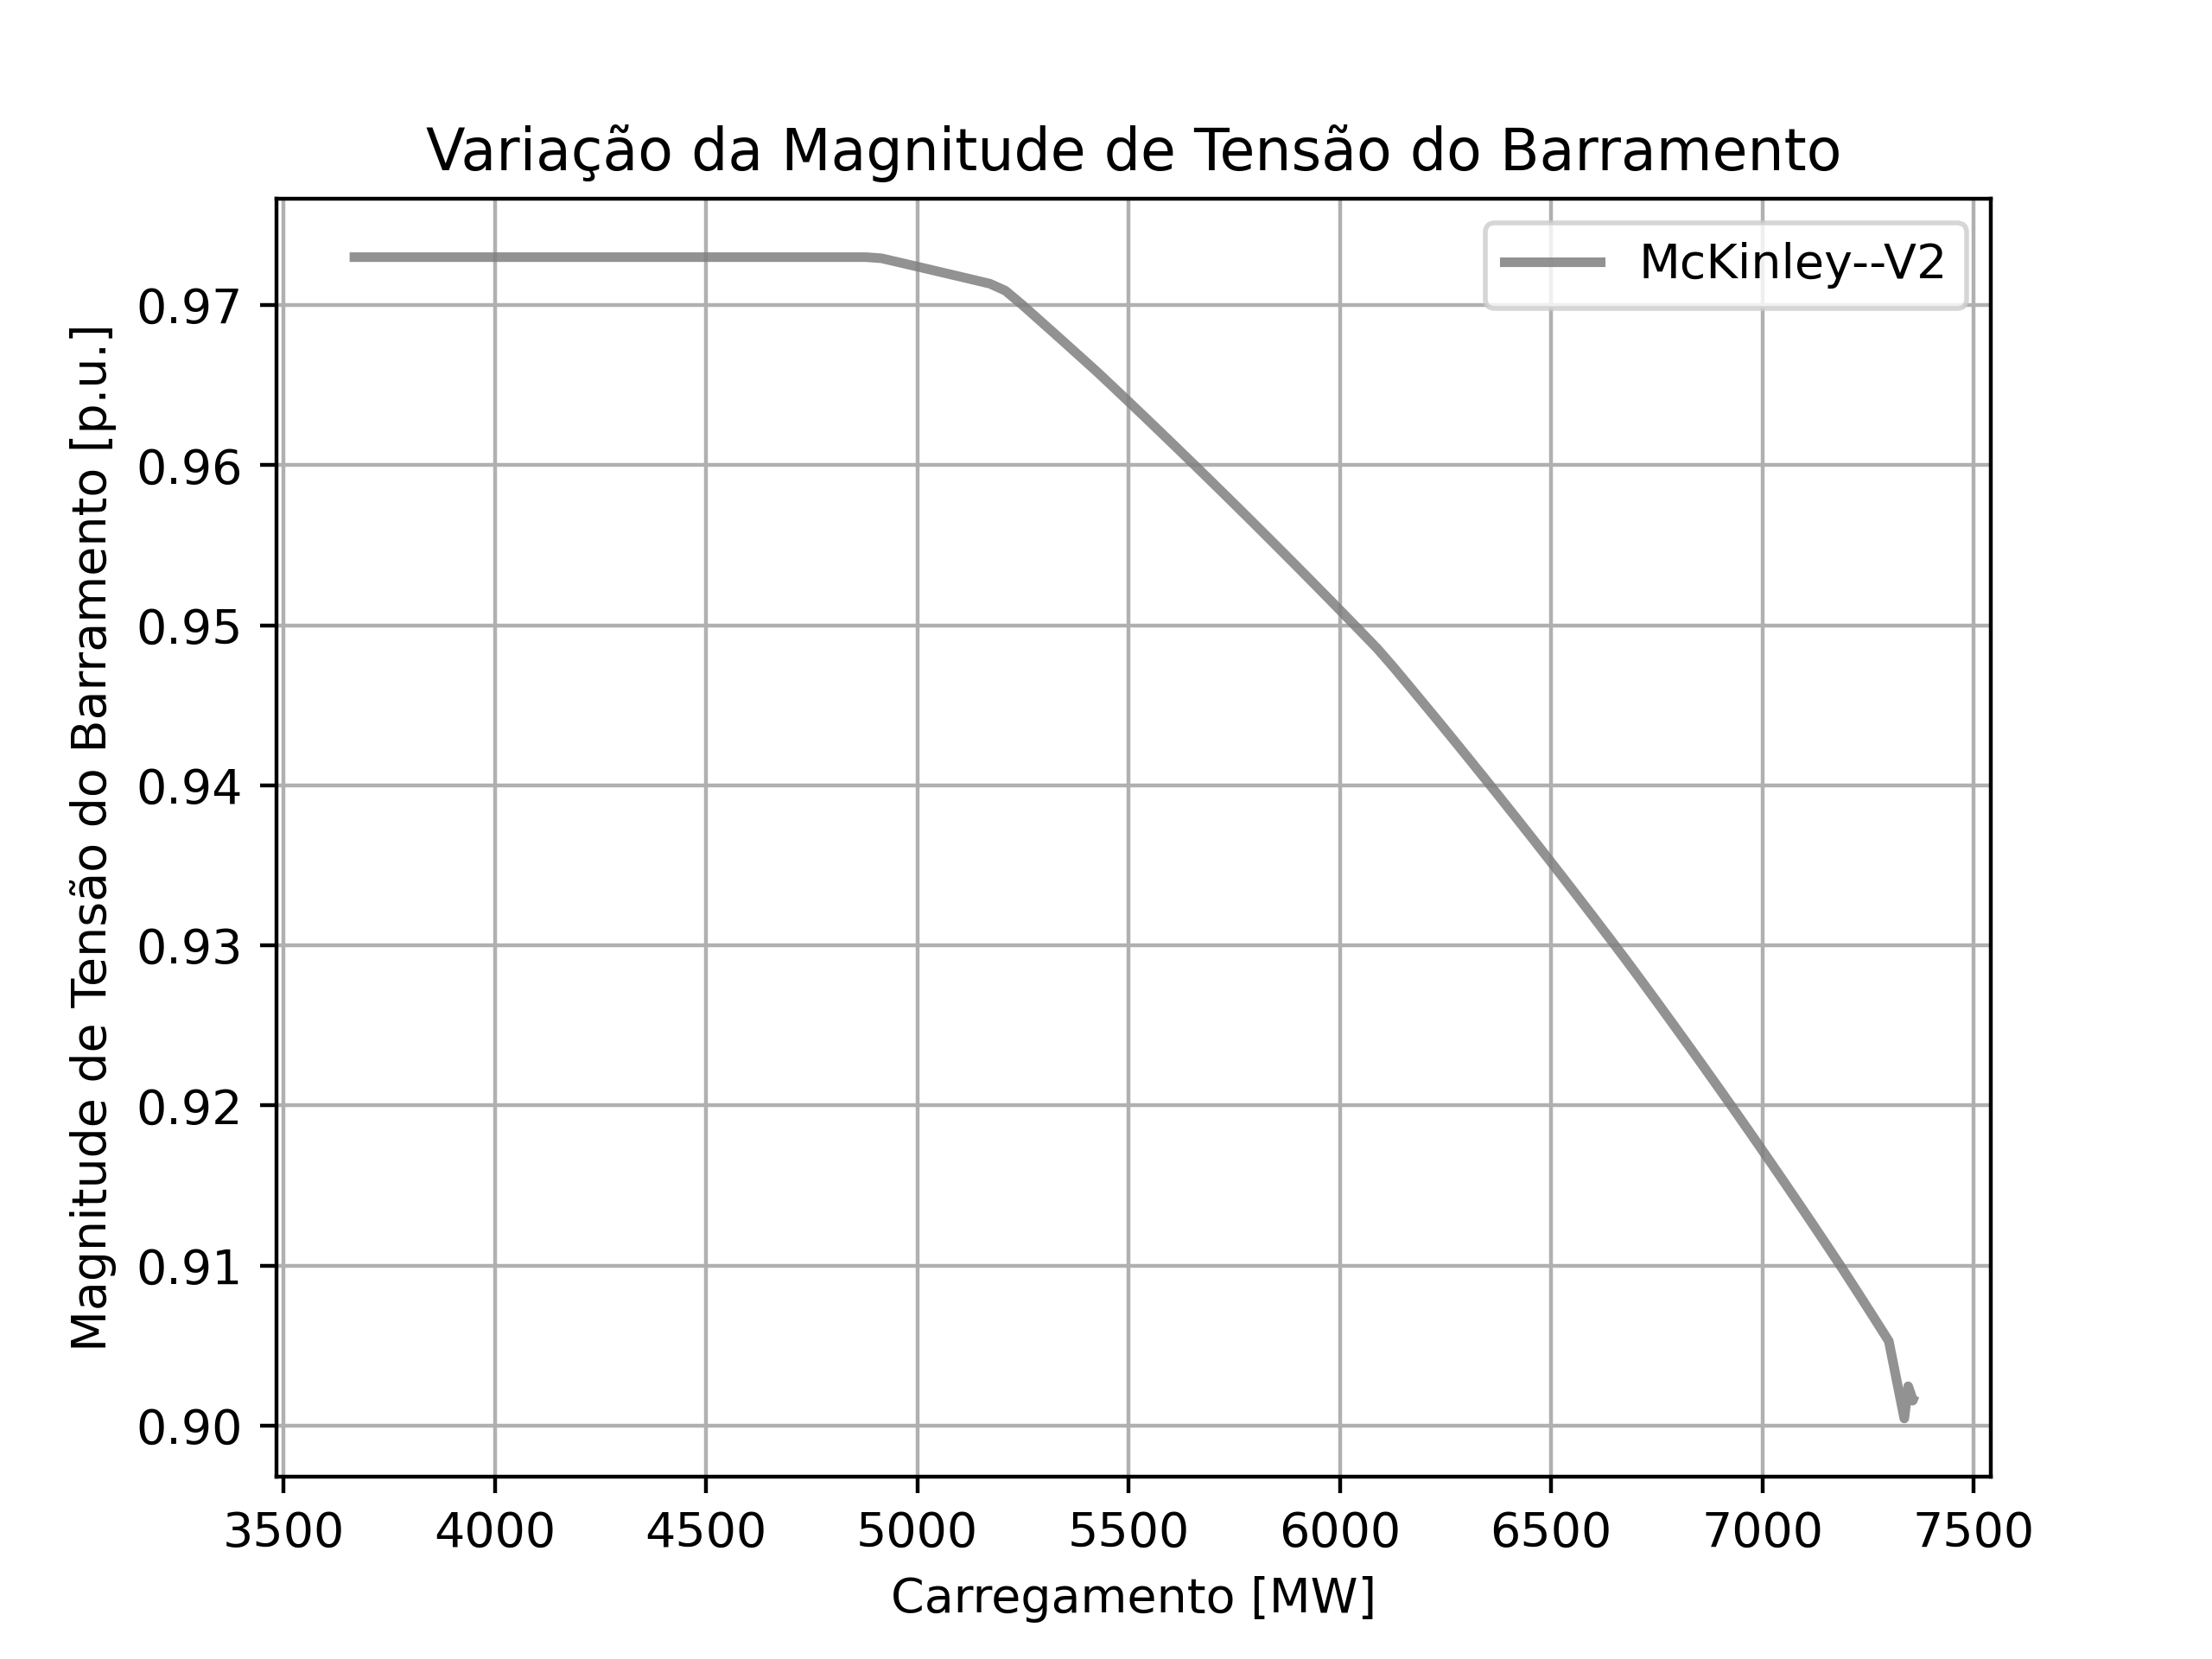 Variação da Magnitude de Tensão do Barramento
McKinley--V2
Magnitude de Tensão do Barramento [p.u.]
0.97
0.96
0.95
0.94
0.93
0.92
0.91
0.90
3500 4000 4500 5000 5500 6000 6500 7000 7500
Carregamento [MW]